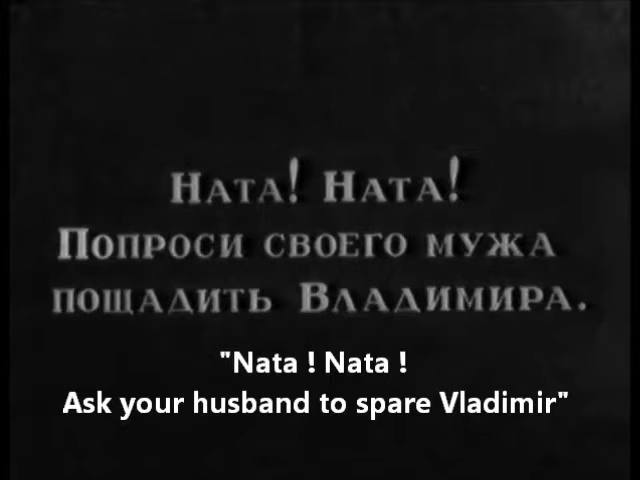 Ната! Ната!
Попроси своего мужа
пощадить Владимира.
"Nata ! Nata !
Ask your husband to spare Vladimir"